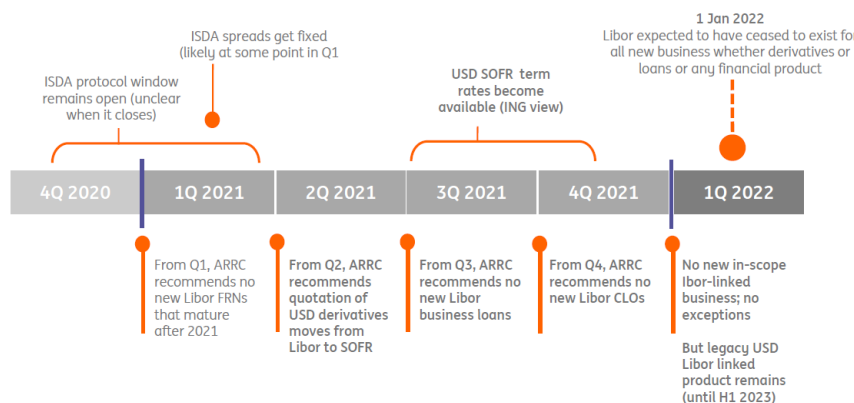 ISDA protocol window
remains open (unclear
when it closes)
ISDA spreads get fixed
(likely at some point in Q1
USD SOFR term
rates become
available (ING view)
1 Jan 2022
Libor expected to have ceased to exist for
all new business whether derivatives or
loans or any financial product
4Q 2020
1Q 2021
2Q 2021
3Q 2021
4Q 2021
1Q 2022
From Q1, ARRC
recommends no
new Libor FRNs
that mature
after 2021
From Q2, ARRC
recommends
quotation of
USD derivatives
moves from
Libor to SOFR
From Q3, ARRC
recommends no
new Libor
business loans
From Q4, ARRC
recommends no
new Libor CLOs
No new in-scope
Ibor-linked
business; no
exceptions
But legacy USD
Libor linked
product remains
(until H1 2023)